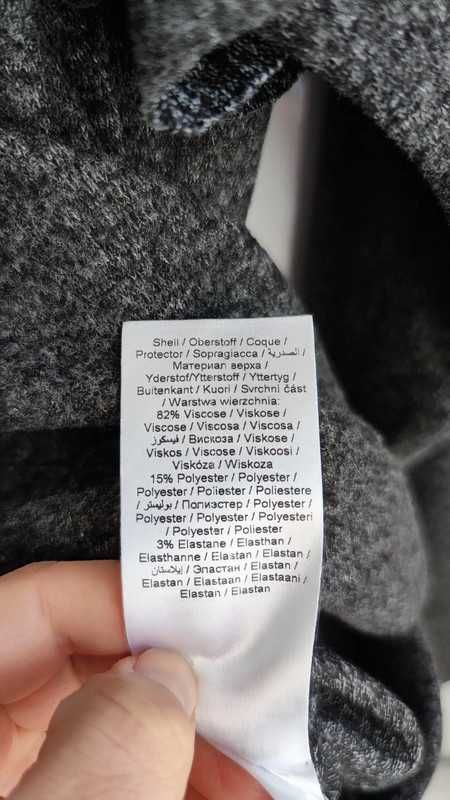 Shell / Oberstoff / Coque /
Protector / Sopragiacca / الصدرية /
Материал верха /
Yderstof/Ytterstoff / Yttertyg /
Buitenkant / Kuori / Svrchní část
/ Warstwa wierzchnia:
82% Viscose / Viskose /
Viscose / Viscosa / Viscosa /
فيسكوز / Вискоза / Viskose /
Viskos / Viscose / Viskoosi /
Viskóza / Wiskoza
15% Polyester / Polyester /
Polyester / Poliester / Poliestere
/ بوليستر / Полиэстер / Polyester /
Polyester / Polyester / Polyesteri
/ Polyester / Poliester
3% Elastane / Elasthan /
Elasthanne / Elastan / Elastan /
إيلاستان / Эластан / Elastan /
Elastan / Elastaan / Elastaani /
Elastan / Elastan